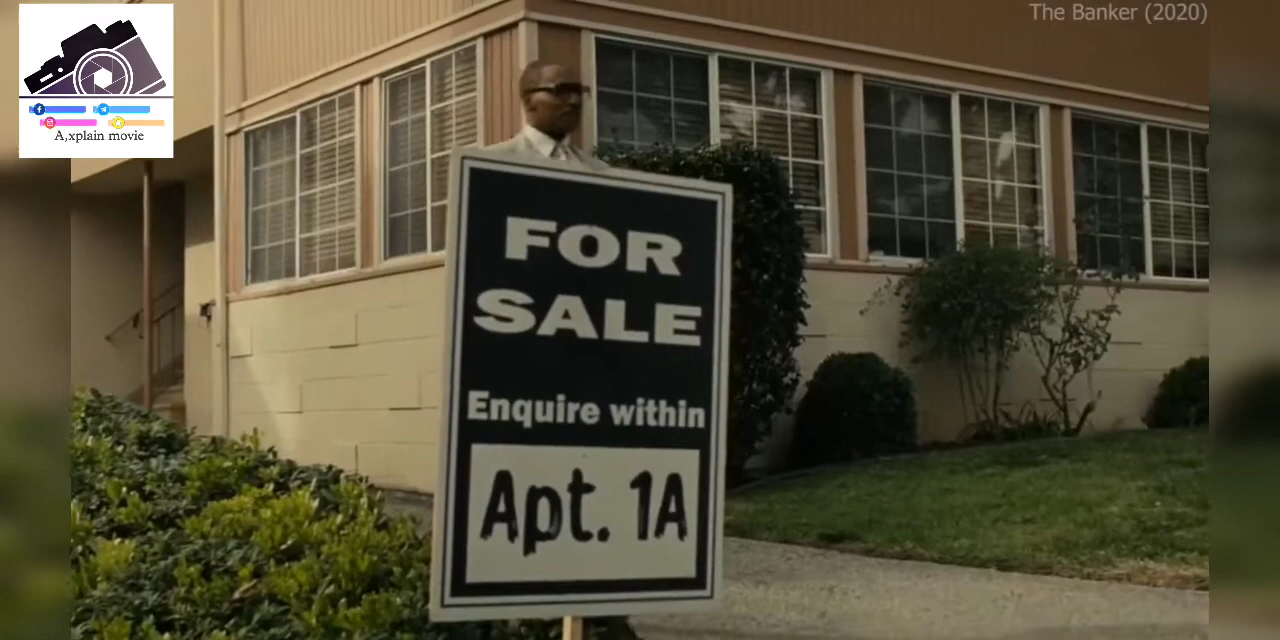 The Banker (2020)
A,xplain movie
FOR
SALE
Enquire within
Apt. 1A